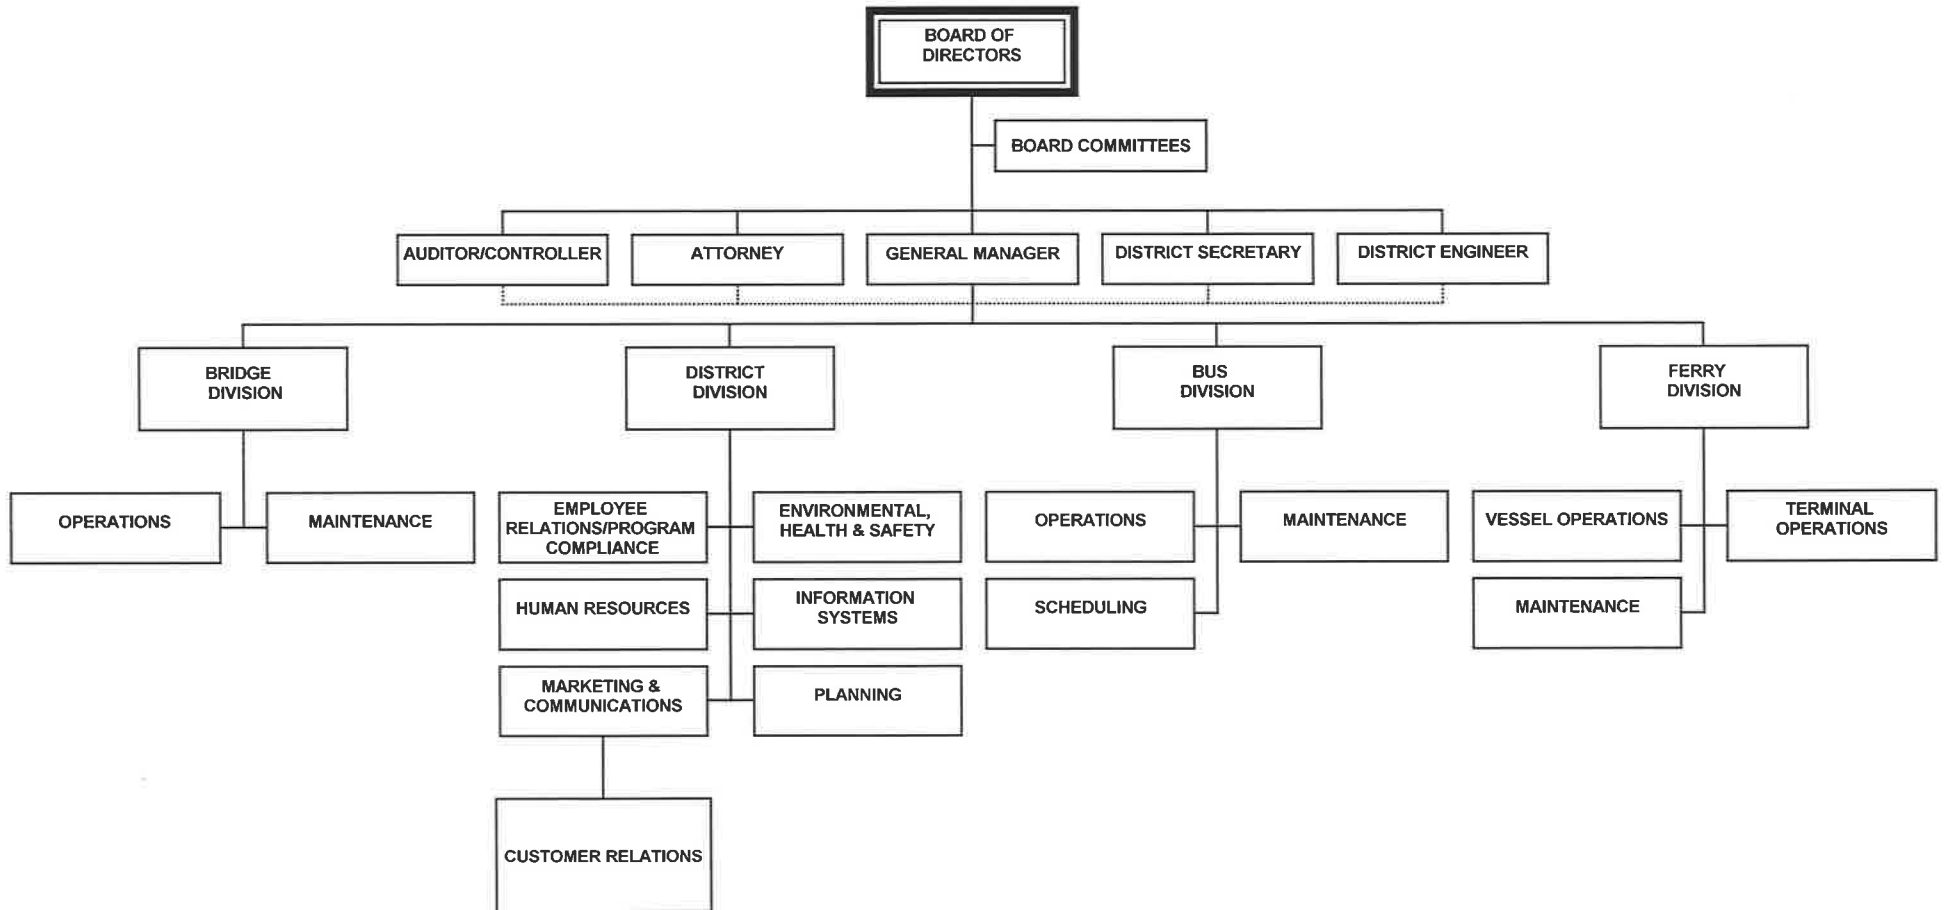 BOARD OF
DIRECTORS
BOARD COMMITTEES
AUDITOR/CONTROLLER
ATTORNEY
GENERAL MANAGER
DISTRICT SECRETARY
DISTRICT ENGINEER
BRIDGE
DIVISION
DISTRICT
DIVISION
BUS
DIVISION
FERRY
DIVISION
OPERATIONS
MAINTENANCE
EMPLOYEE
RELATIONS/PROGRAM
COMPLIANCE
ENVIRONMENTAL,
HEALTH & SAFETY
OPERATIONS
MAINTENANCE
VESSEL OPERATIONS
TERMINAL
OPERATIONS
HUMAN RESOURCES
INFORMATION
SYSTEMS
SCHEDULING
MAINTENANCE
MARKETING &
COMMUNICATIONS
PLANNING
CUSTOMER RELATIONS